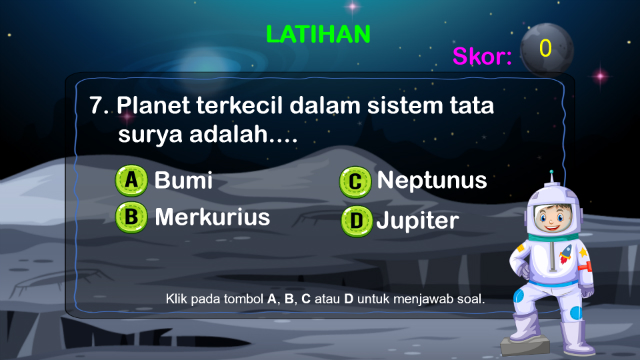 LATIHAN
Skor: 0
7. Planet terkecil dalam sistem tata
surya adalah....
A Bumi
C Neptunus
B Merkurius
D Jupiter
Klik pada tombol A, B, C atau D untuk menjawab soal.